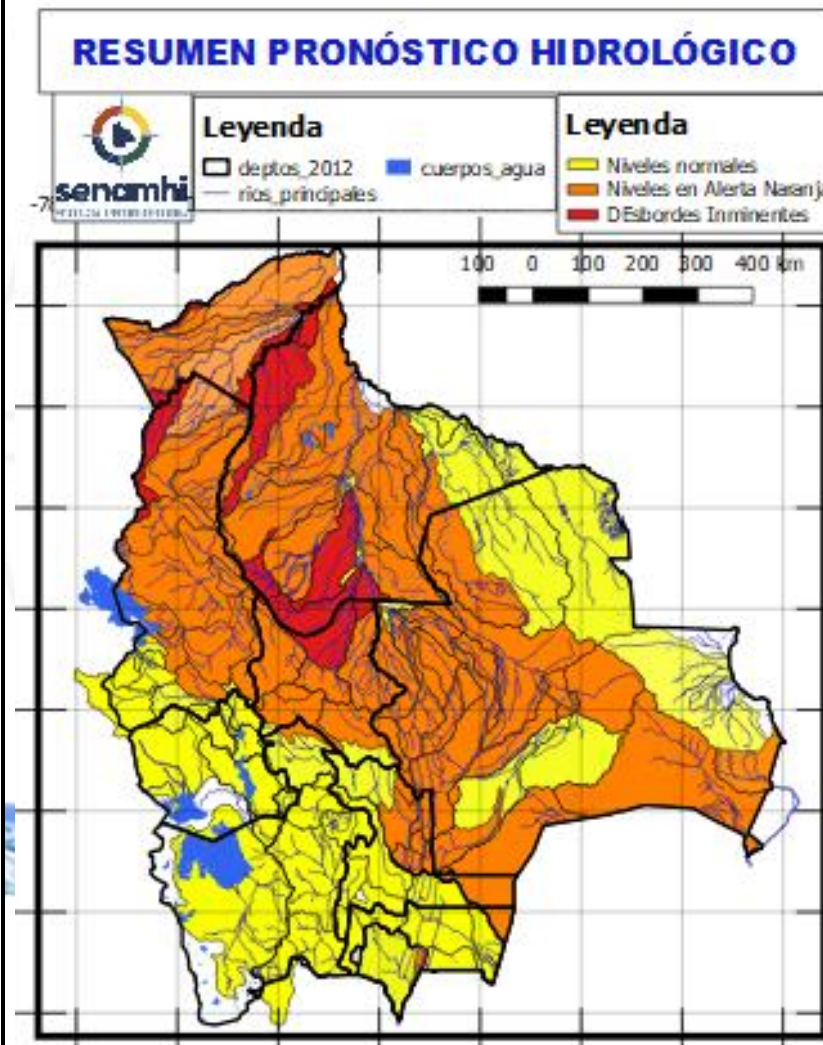 RESUMEN PRONÓSTICO HIDROLÓGICO
senamhi
Leyenda
deptos_2012
cuerpos_agua
rios_principales
Leyenda
Niveles normales
Niveles en Alerta Naranja
DEsbordes Inminentes
100 0 100 200 300 400 km